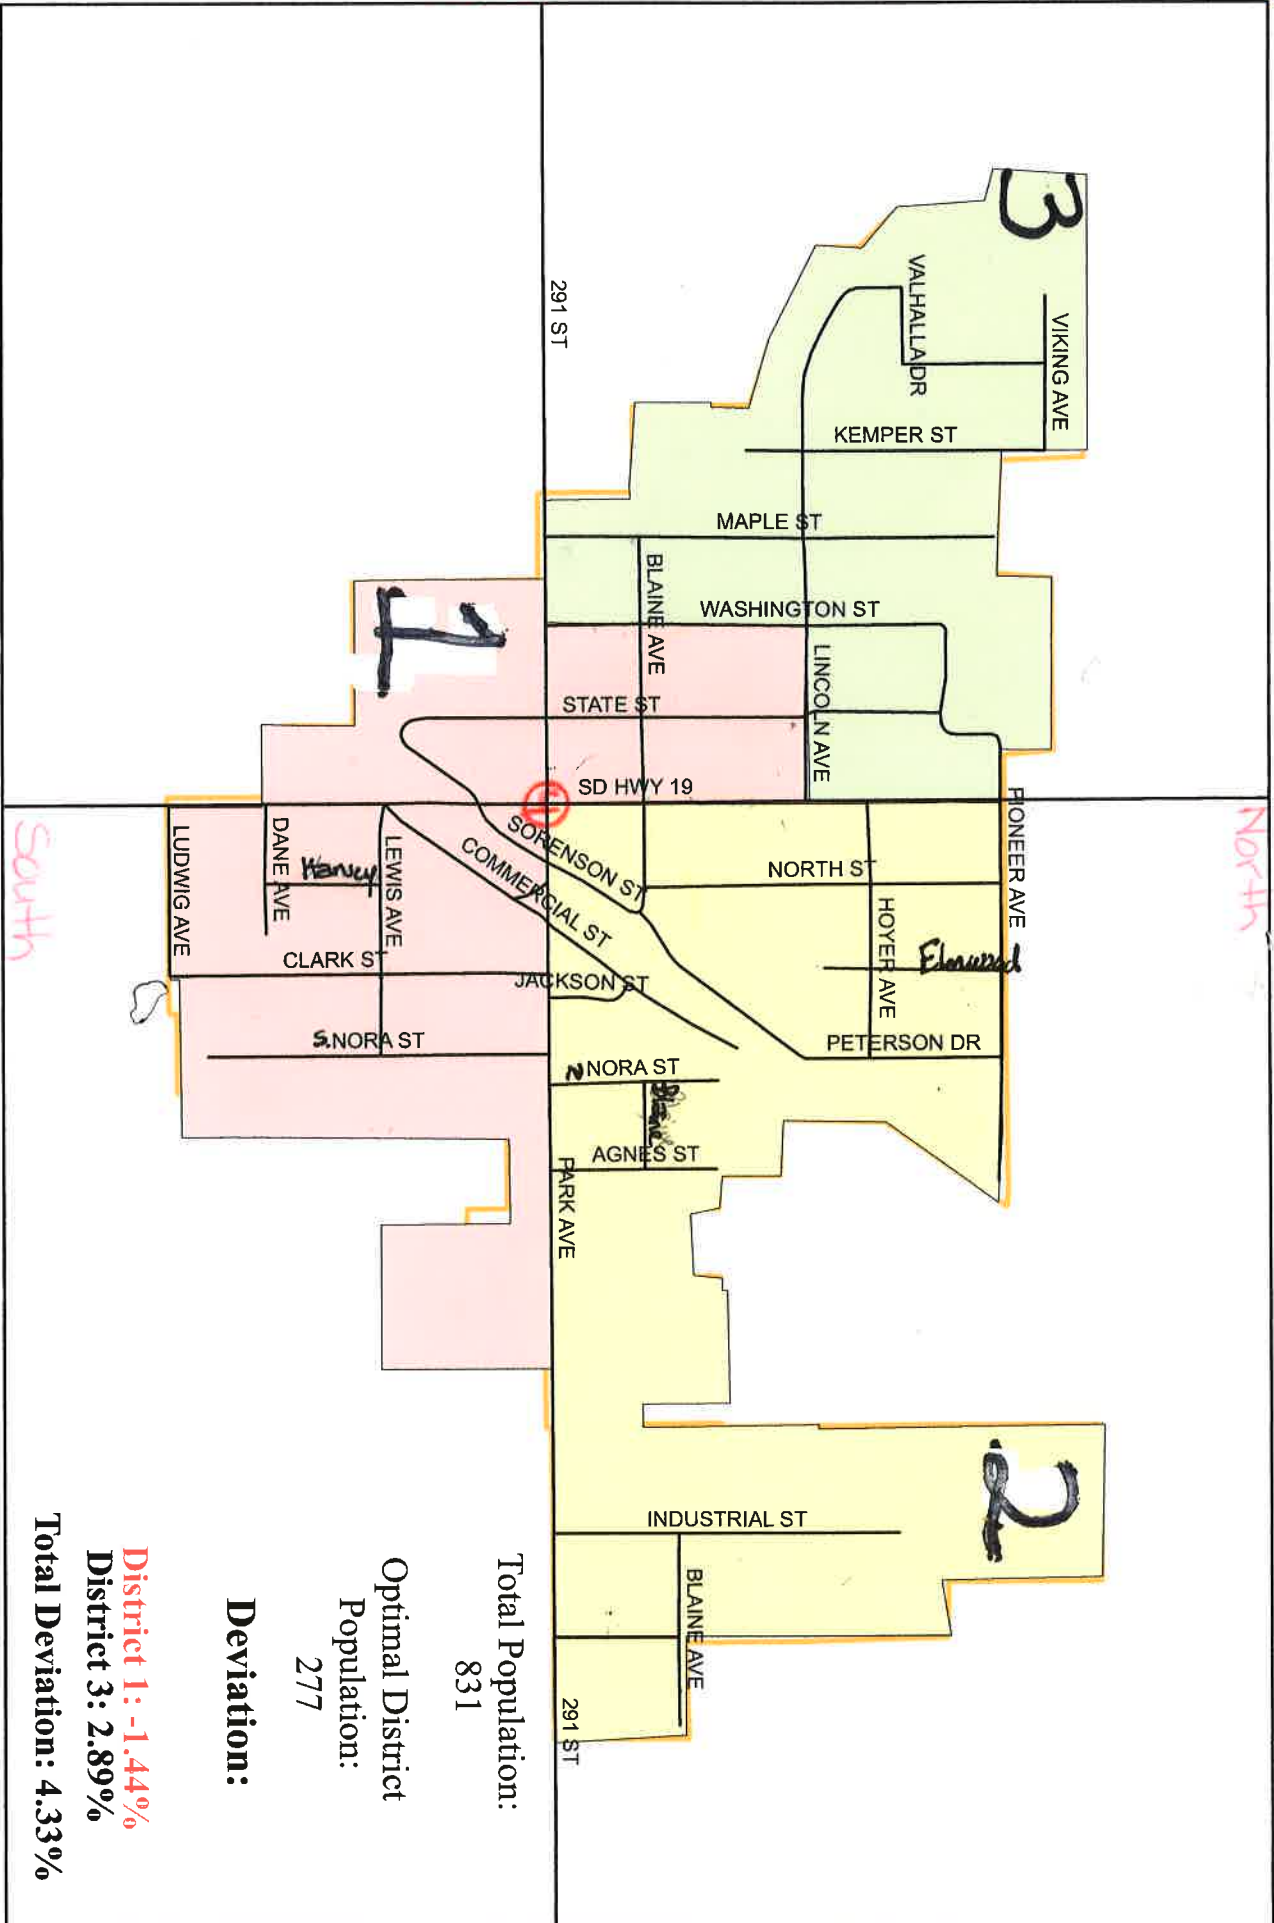 3
VIKING AVE
VALHALLA DR
291 ST
KEMPER ST
MAPLE ST
BLAINE AVE
WASHINGTON ST
1
LINCOLN AVE
STATE ST
SD HWY 19
North
South
PIONEER AVE
SORENSON ST
COMMERCIAL ST
NORTH ST
DANE AVE
LUDWIG AVE
Harvey
LEWIS AVE
HOYER AVE
Elmwood
CLARK ST
JACKSON ST
S. NORA ST
PETERSON DR
N NORA ST
Blaine
AGNES ST
PARK AVE
2
INDUSTRIAL ST
BLAINE AVE
291 ST
Total Population:
831
Optimal District
Population:
277
Deviation:
District 1: -1.44%
District 3: 2.89%
Total Deviation: 4.33%